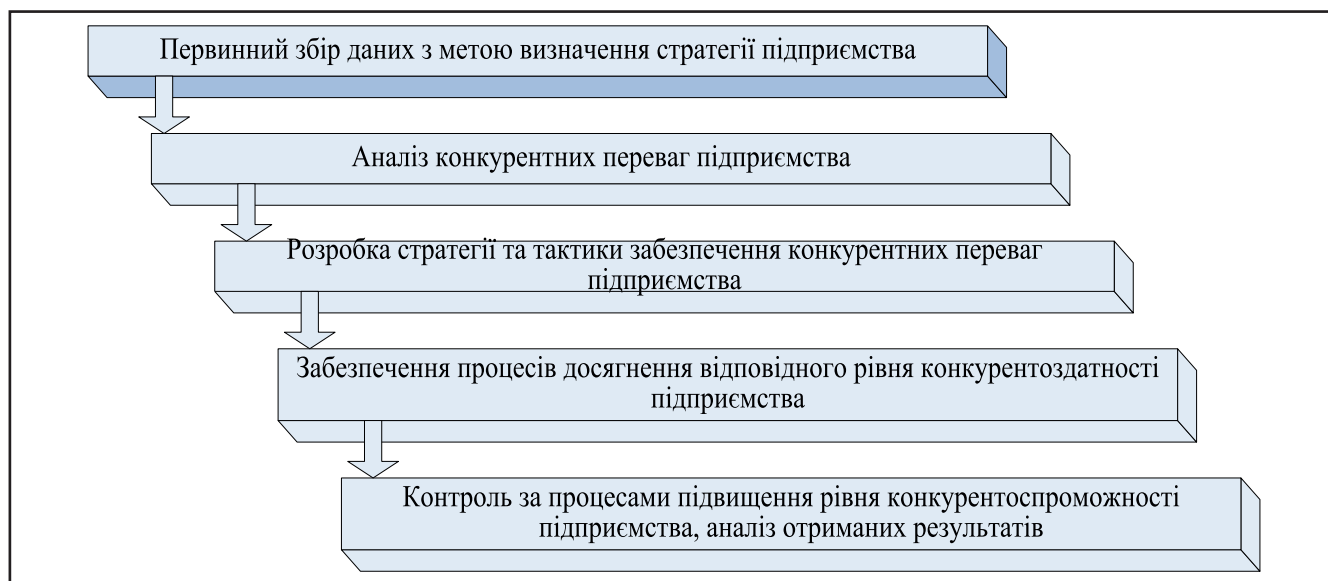 Первинний збір даних з метою визначення стратегії підприємства
Аналіз конкурентних переваг підприємства
Розробка стратегії та тактики забезпечення конкурентних переваг
підприємства
Забезпечення процесів досягнення відповідного рівня конкурентоздатності
підприємства
Контроль за процесами підвищення рівня конкурентоспроможності
підприємства, аналіз отриманих результатів